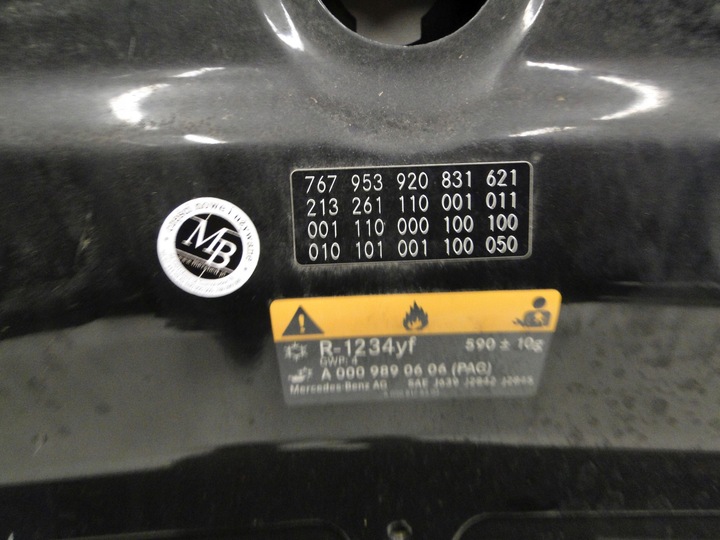 767 953 920 831 621
213 261 110 001 011
001 110 000 100 100
010 101 001 100 050
MB
R-1234yf 590 ± 10g
GWP: 4
A 000 989 06 06 (PAG)
Mercedes-Benz AG SAE J639 J2842 J2845